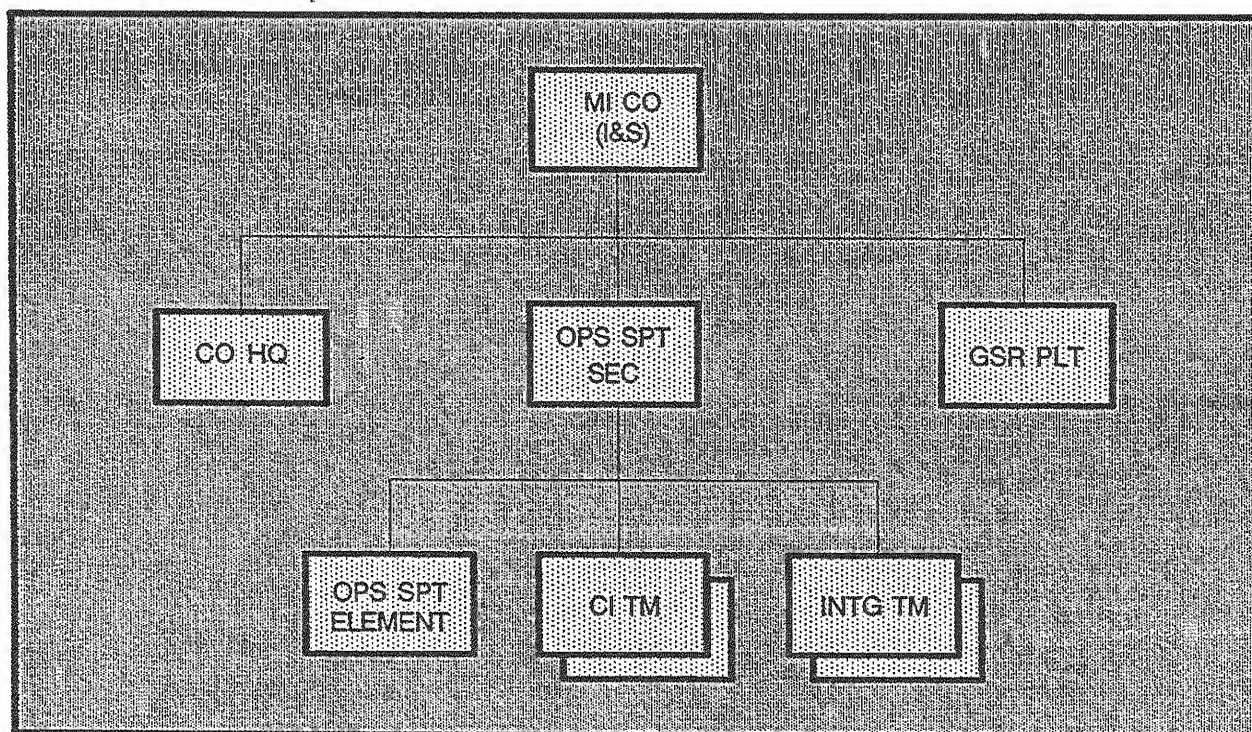 MI CO
(I&S)
CO HQ
OPS SPT
SEC
GSR PLT
OPS SPT
ELEMENT
CI TM
INTG TM